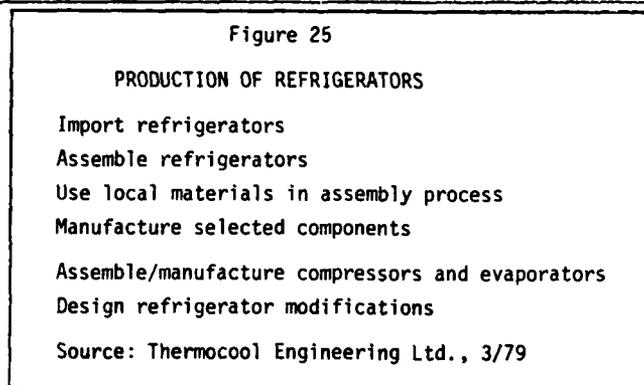 Figure 25
PRODUCTION OF REFRIGERATORS
Import refrigerators
Assemble refrigerators
Use local materials in assembly process
Manufacture selected components
Assemble/manufacture compressors and evaporators
Design refrigerator modifications
Source: Thermocool Engineering Ltd., 3/79